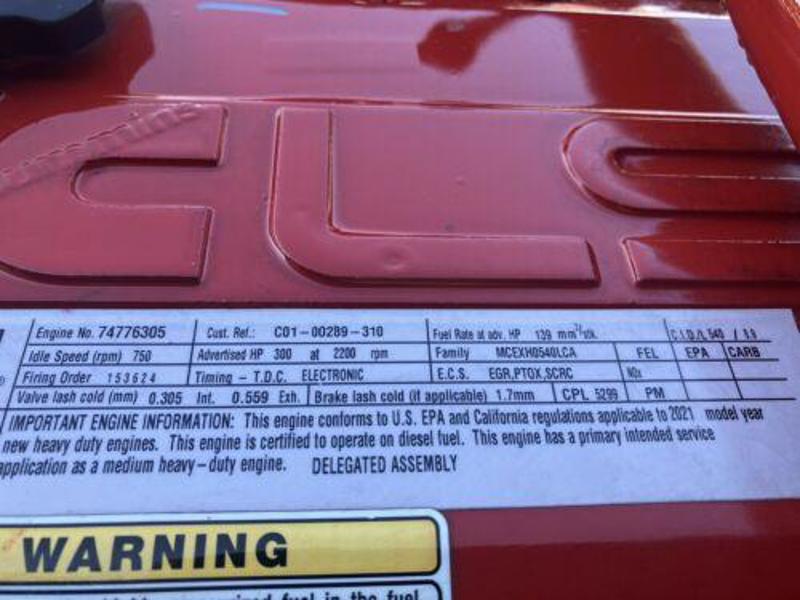 CLS
Engine No. 74776305 Cust. Ref.: C01-00289-310 Fuel Rate at adv. HP 139 mm³/stk. C.I.D./L 540 / 8.9
Idle Speed (rpm) 750 Advertised HP 300 at 2200 rpm Family MCEXH0540LCA FEL EPA CARB
Firing Order 153624 Timing - T.D.C. ELECTRONIC E.C.S. EGR,PTOX,SCRC NOx
Valve lash cold (mm) 0.305 Int. 0.559 Exh. Brake lash cold (if applicable) 1.7mm CPL 5299 PM
IMPORTANT ENGINE INFORMATION: This engine conforms to U.S. EPA and California regulations applicable to 2021 model year
new heavy duty engines. This engine is certified to operate on diesel fuel. This engine has a primary intended service
application as a medium heavy-duty engine. DELEGATED ASSEMBLY
WARNING
fuel in the fuel